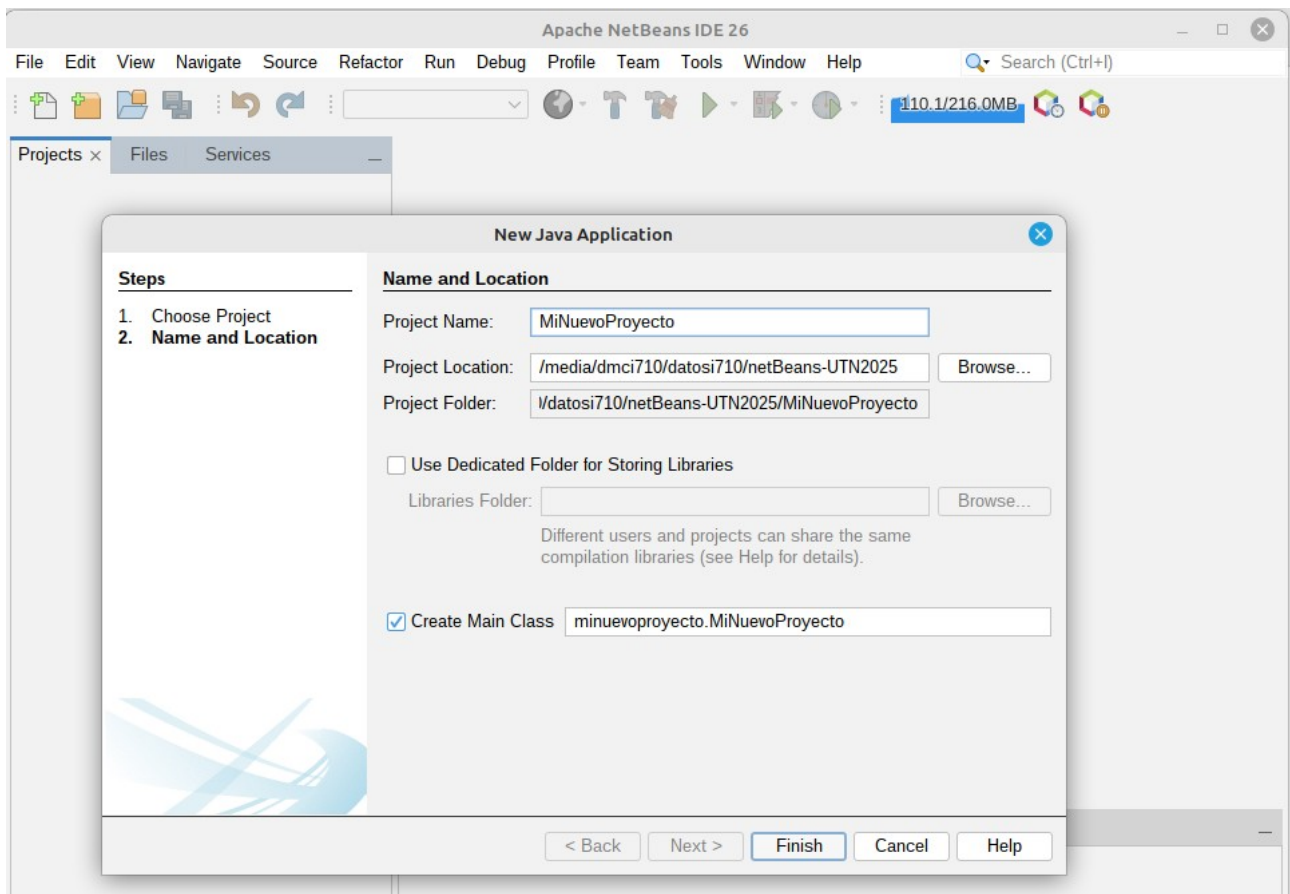 Apache NetBeans IDE 26
File Edit View Navigate Source Refactor Run Debug Profile Team Tools Window Help Search (Ctrl+I)
110.1/216.0MB
Projects Files Services
New Java Application
Steps
1. Choose Project
2. Name and Location
Name and Location
Project Name: MiNuevoProyecto
Project Location: /media/dmci710/datosi710/netBeans-UTN2025 Browse...
Project Folder: /datosi710/netBeans-UTN2025/MiNuevoProyecto
Use Dedicated Folder for Storing Libraries
Libraries Folder: Browse...
Different users and projects can share the same
compilation libraries (see Help for details).
Create Main Class minuevoproyecto.MiNuevoProyecto
< Back Next > Finish Cancel Help